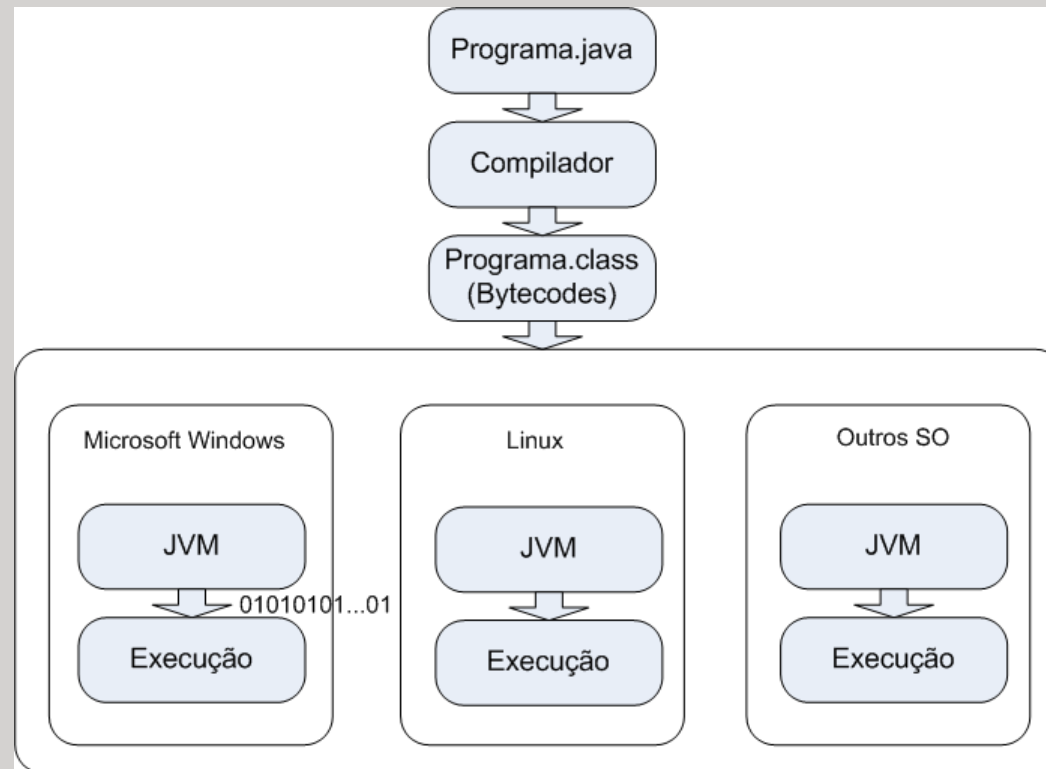 Programa.java
Compilador
Programa.class
(Bytecodes)
Microsoft Windows
JVM
01010101...01
Execução
Linux
JVM
Execução
Outros SO
JVM
Execução